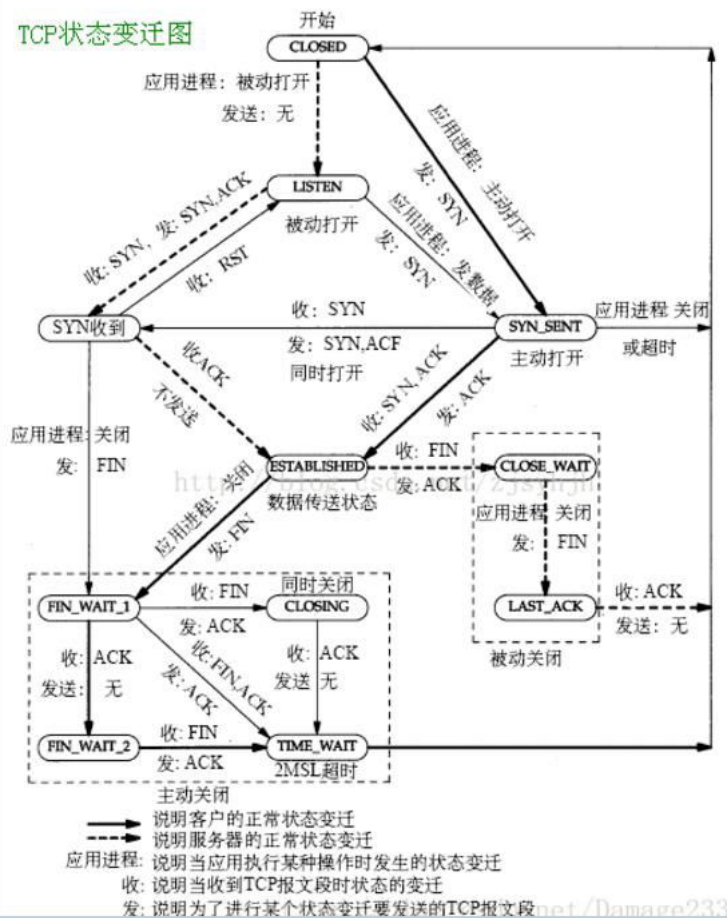 TCP状态变迁图
开始
CLOSED
应用进程：被动打开
发送：无
应用进程：主动打开
发：SYN
LISTEN
被动打开
收: SYN，发: SYN,ACK
收：RST
应用进程：发数据
发：SYN
SYN收到
收：SYN
发：SYN,ACF
同时打开
SYN_SENT
主动打开
应用进程 关闭
或超时
收ACK
不发送
收: SYN, ACK
发: ACK
应用进程: 关闭
发: FIN
ESTABLISHED
数据传送状态
收: FIN
发: ACK
CLOSE_WAIT
http://blog.csdn.net/zjsyhjh
应用进程：关闭
发: FIN
应用进程 关闭
发: FIN
LAST_ACK
收: ACK
发送：无
被动关闭
FIN_WAIT_1
收: FIN
发: ACK
同时关闭
CLOSING
收: ACK
发送: 无
收: FIN,ACK
发: ACK
收: ACK
发送 无
FIN_WAIT_2
收: FIN
发: ACK
TIME_WAIT
2MSL超时
主动关闭
说明客户的正常状态变迁
说明服务器的正常状态变迁
应用进程: 说明当应用执行某种操作时发生的状态变迁
收: 说明当收到TCP报文段时状态的变迁
发: 说明为了进行某个状态变迁要发送的TCP报文段
net/Damage233